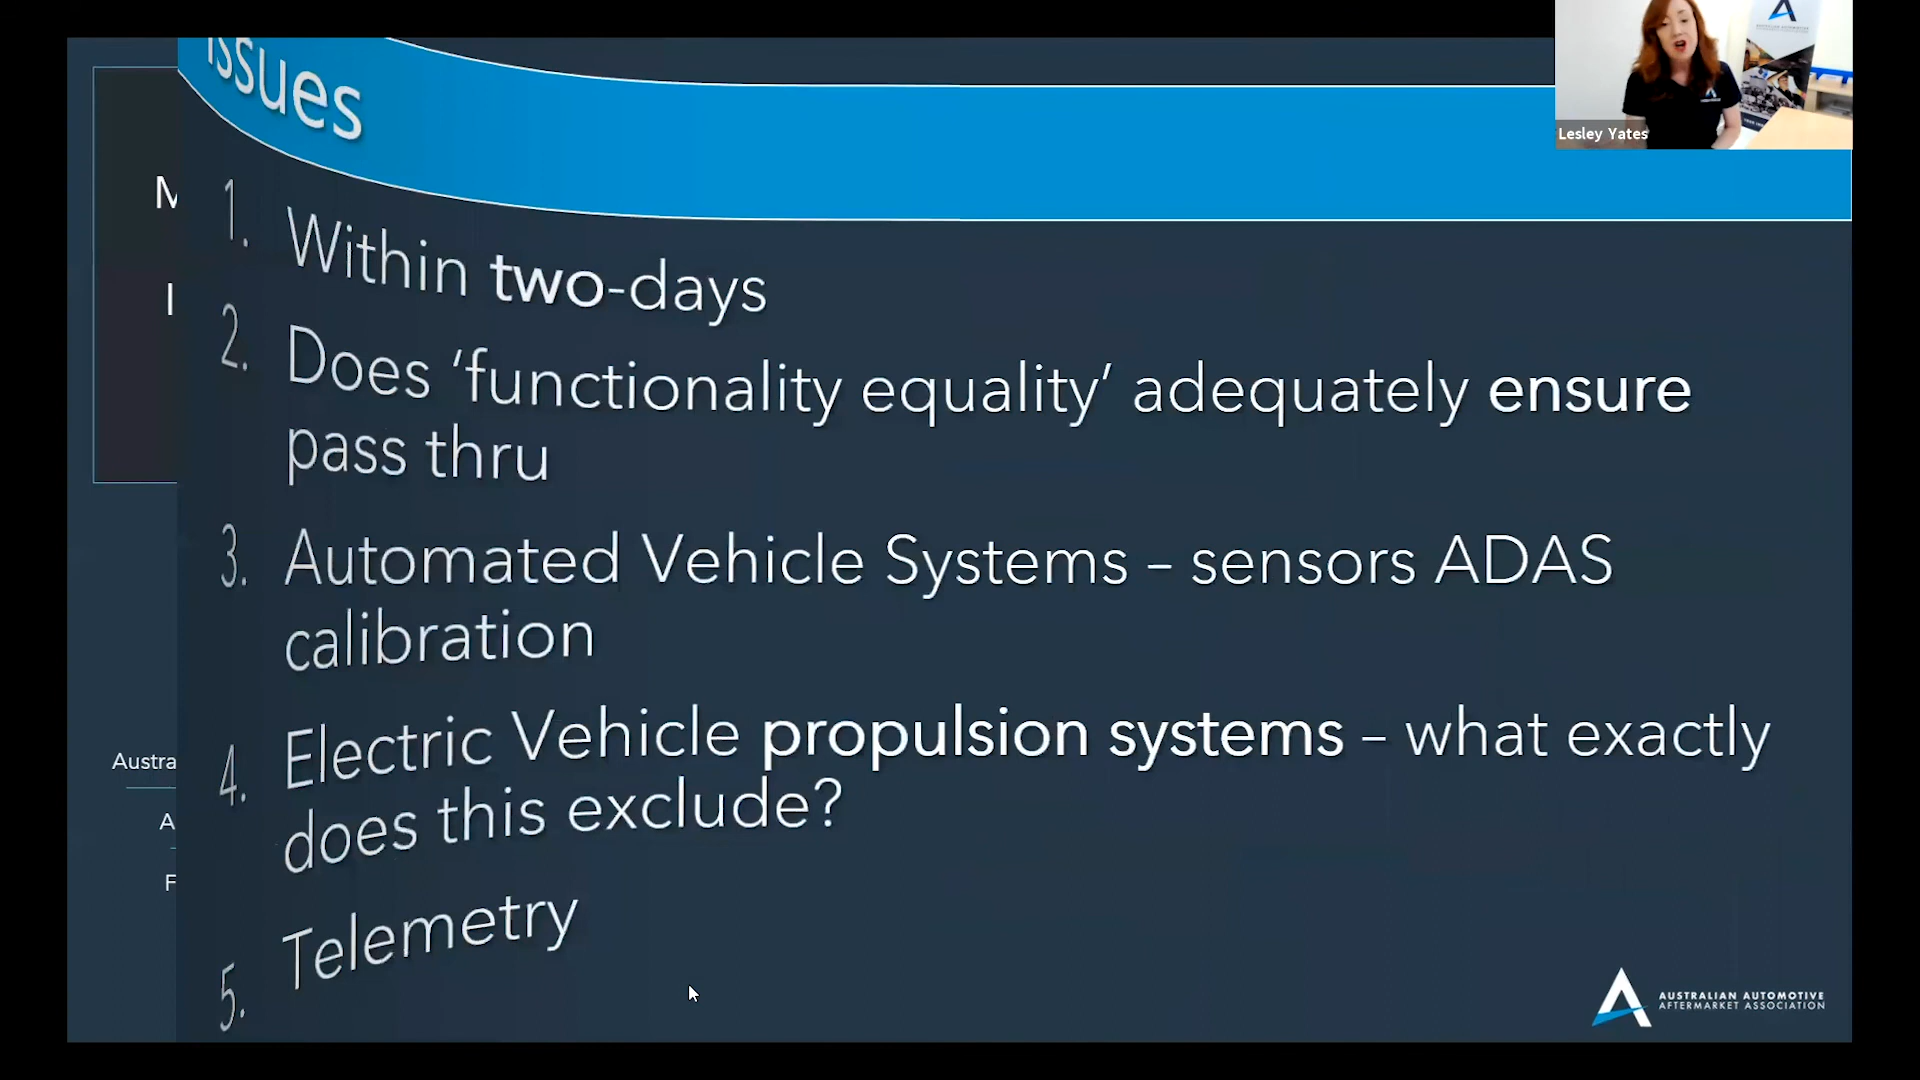 Issues
Lesley Yates
1. Within two-days
2. Does ‘functionality equality’ adequately ensure
pass thru
3. Automated Vehicle Systems – sensors ADAS
calibration
4. Electric Vehicle propulsion systems – what exactly
does this exclude?
5. Telemetry
M
I
Austra
A
F
AUSTRALIAN AUTOMOTIVE
AFTERMARKET ASSOCIATION